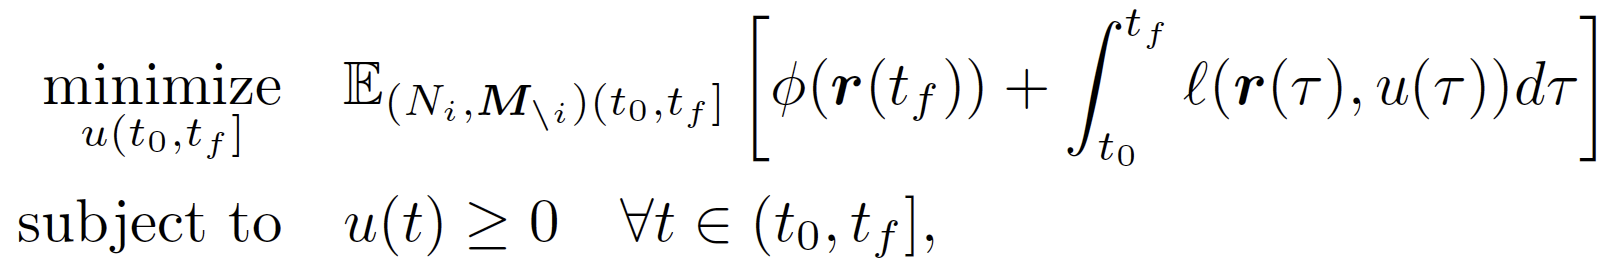 minimize 𝔼_{(N_i, M_{\i})(t_0,t_f]} [ϕ(r(t_f)) + ∫_{t_0}^{t_f} ℓ(r(τ), u(τ))dτ]
u(t_0,t_f]
subject to u(t) ≥ 0 ∀t ∈ (t_0, t_f],